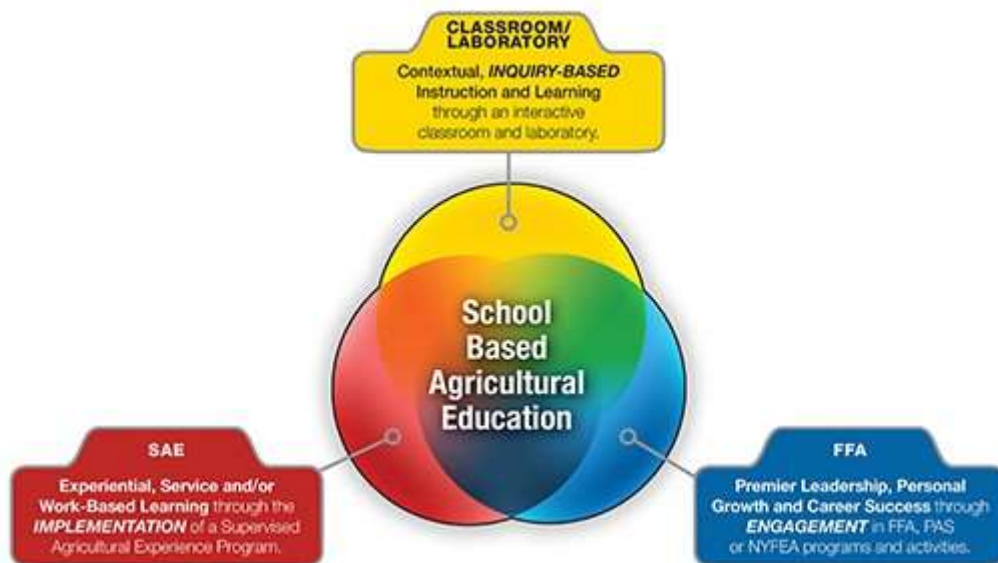 CLASSROOM/
LABORATORY
Contextual, INQUIRY-BASED
Instruction and Learning
through an interactive
classroom and laboratory.
School
Based
Agricultural
Education
SAE
Experiential, Service and/or
Work-Based Learning through the
IMPLEMENTATION of a Supervised
Agricultural Experience Program.
FFA
Premier Leadership, Personal
Growth and Career Success through
ENGAGEMENT in FFA, PAS
or NYFEA programs and activities.